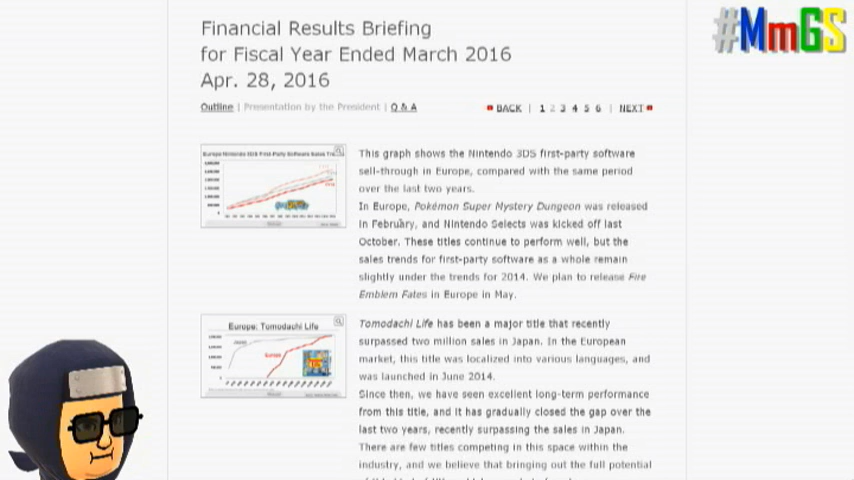 #MmGS
Financial Results Briefing
for Fiscal Year Ended March 2016
Apr. 28, 2016
Outline | Presentation by the President | Q & A
BACK | 1 2 3 4 5 6 | NEXT
This graph shows the Nintendo 3DS first-party software
sell-through in Europe, compared with the same period
over the last two years.
In Europe, Pokémon Super Mystery Dungeon was released
in February, and Nintendo Selects was kicked off last
October. These titles continue to perform well, but the
sales trends for first-party software as a whole remain
slightly under the trends for 2014. We plan to release Fire
Emblem Fates in Europe in May.
Europe: Tomodachi Life
Europe
Tomodachi Life has been a major title that recently
surpassed two million sales in Japan. In the European
market, this title was localized into various languages, and
was launched in June 2014.
Since then, we have seen excellent long-term performance
from this title, and it has gradually closed the gap over the
last two years, recently surpassing the sales in Japan.
There are few titles competing in this space within the
industry, and we believe that bringing out the full potential